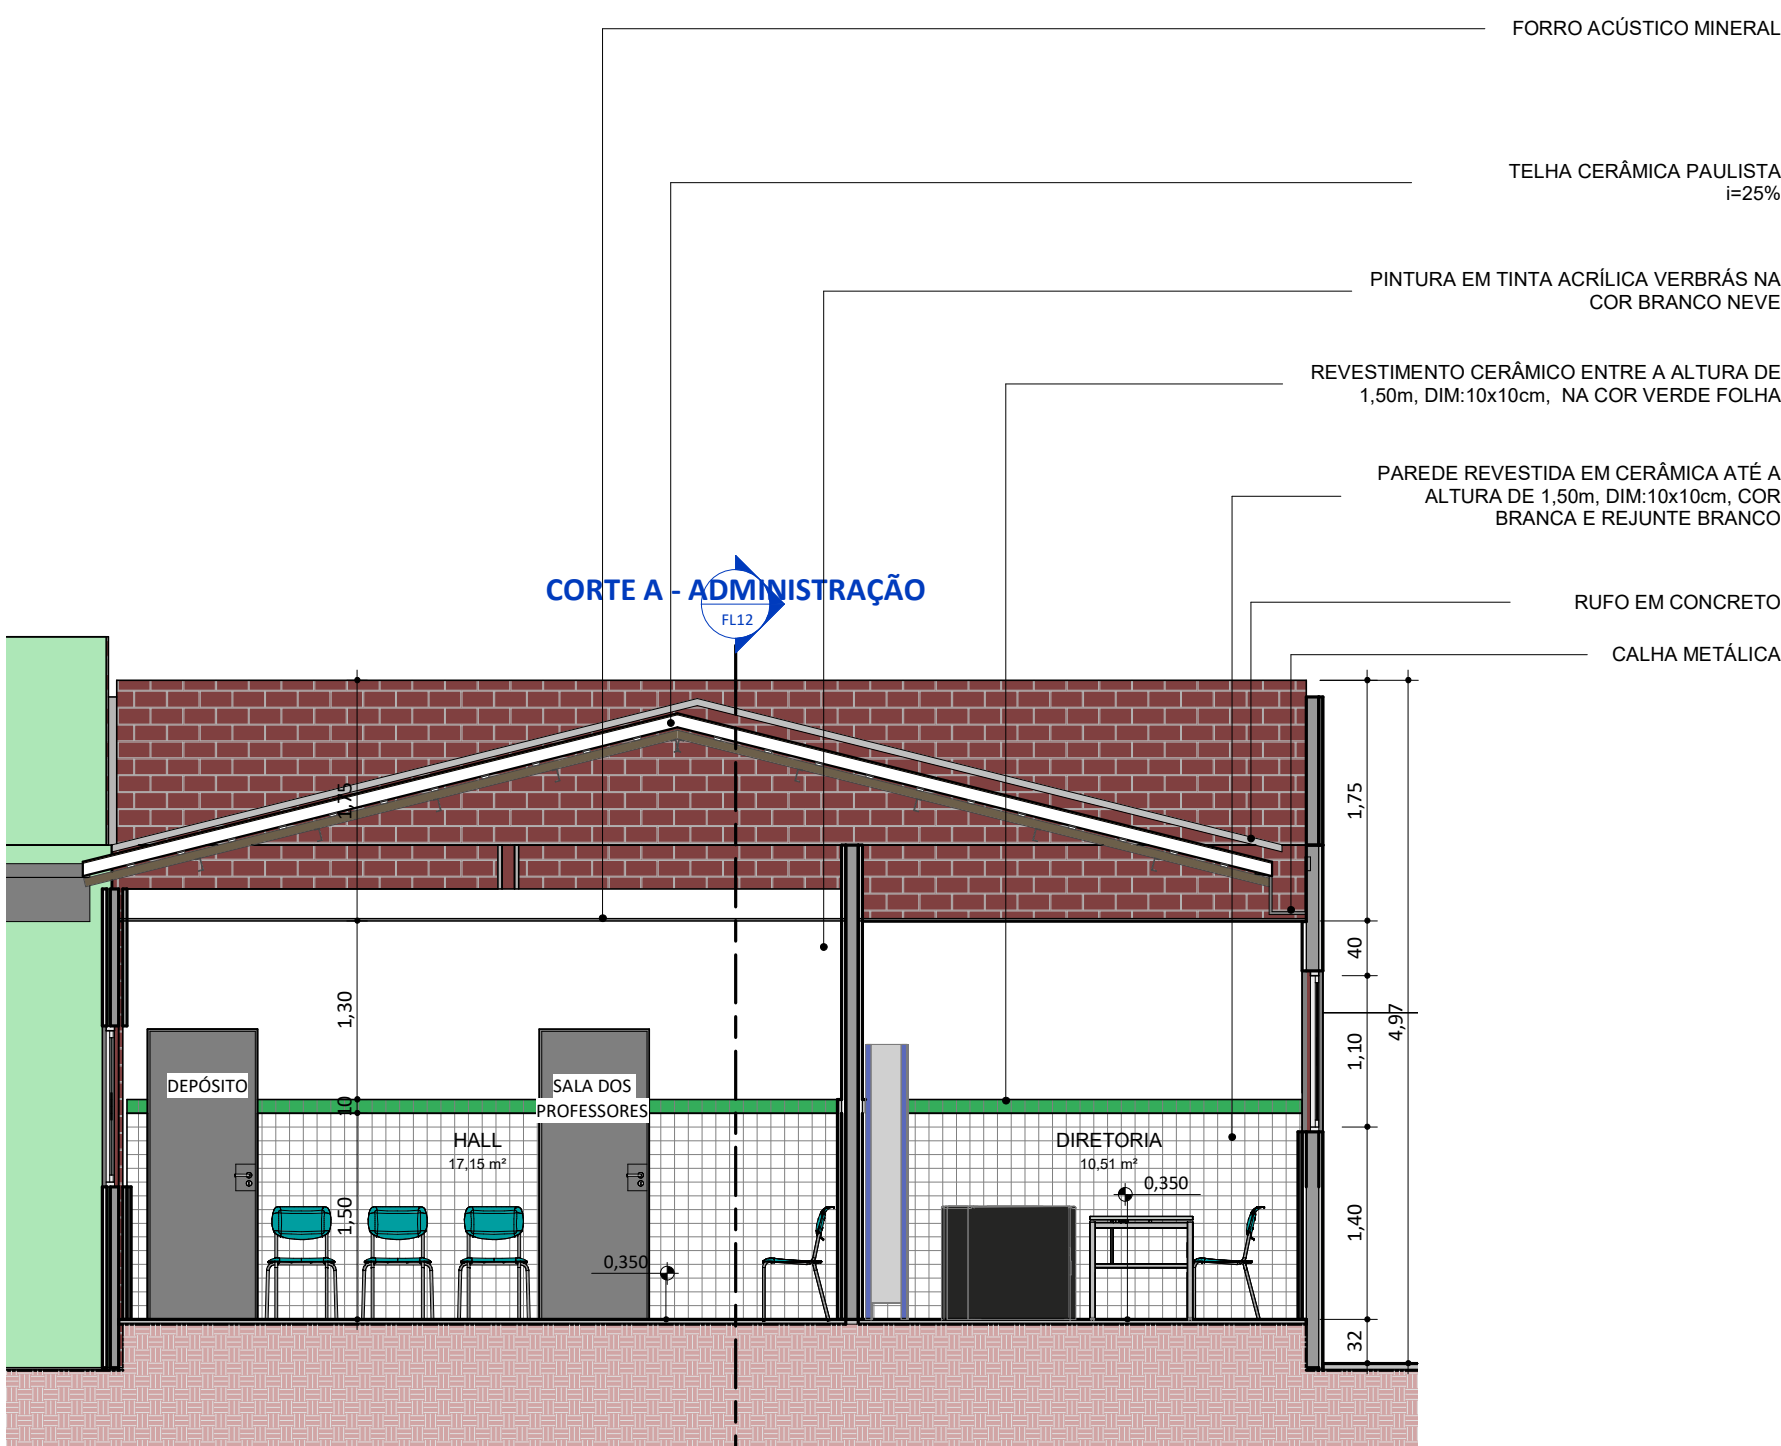 FORRO ACÚSTICO MINERAL
TELHA CERÂMICA PAULISTA
i=25%
PINTURA EM TINTA ACRÍLICA VERBRÁS NA
COR BRANCO NEVE
REVESTIMENTO CERÂMICO ENTRE A ALTURA DE
1,50m, DIM:10x10cm, NA COR VERDE FOLHA
PAREDE REVESTIDA EM CERÂMICA ATÉ A
ALTURA DE 1,50m, DIM:10x10cm, COR
BRANCA E REJUNTE BRANCO
CORTE A - ADMINISTRAÇÃO
FL12
RUFO EM CONCRETO
CALHA METÁLICA
1,75
1,75
40
1,30
4,97
1,10
DEPÓSITO
SALA DOS
PROFESSORES
10
HALL
17,15 m²
DIRETORIA
10,51 m²
0,350
1,50
1,40
0,350
32